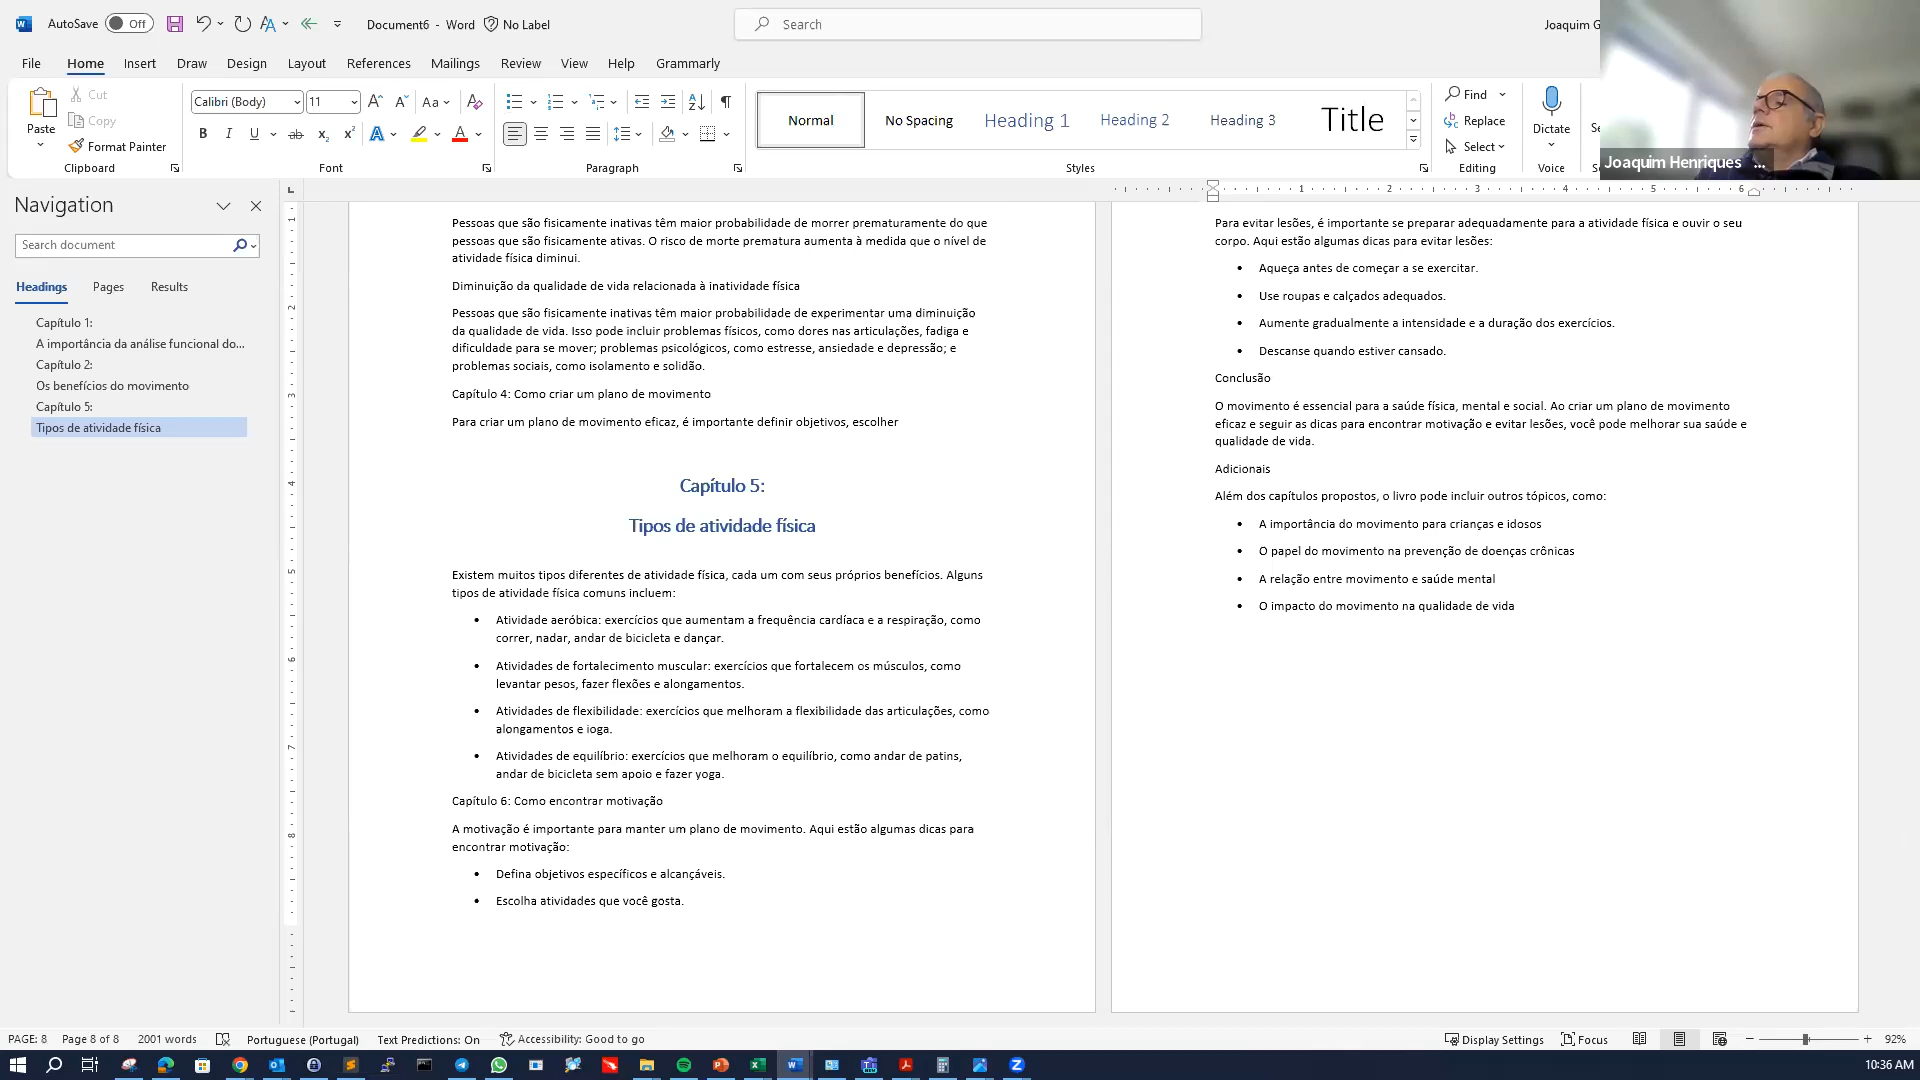 AutoSave Off Document6 - Word No Label Search Joaquim G
File Home Insert Draw Design Layout References Mailings Review View Help Grammarly
Paste Cut Copy Format Painter
Clipboard
Calibri (Body) 11
Font
Paragraph
Normal No Spacing Heading 1 Heading 2 Heading 3 Title
Styles
Find Replace Select
Editing
Dictate
Voice
Joaquim Henriques ...
Navigation
Search document
Headings Pages Results
Capítulo 1:
A importância da análise funcional do...
Capítulo 2:
Os benefícios do movimento
Capítulo 5:
Tipos de atividade física
Pessoas que são fisicamente inativas têm maior probabilidade de morrer prematuramente do que
pessoas que são fisicamente ativas. O risco de morte prematura aumenta à medida que o nível de
atividade física diminui.
Diminuição da qualidade de vida relacionada à inatividade física
Pessoas que são fisicamente inativas têm maior probabilidade de experimentar uma diminuição
da qualidade de vida. Isso pode incluir problemas físicos, como dores nas articulações, fadiga e
dificuldade para se mover; problemas psicológicos, como estresse, ansiedade e depressão; e
problemas sociais, como isolamento e solidão.
Capítulo 4: Como criar um plano de movimento
Para criar um plano de movimento eficaz, é importante definir objetivos, escolher
Capítulo 5:
Tipos de atividade física
Existem muitos tipos diferentes de atividade física, cada um com seus próprios benefícios. Alguns
tipos de atividade física comuns incluem:
• Atividade aeróbica: exercícios que aumentam a frequência cardíaca e a respiração, como
correr, nadar, andar de bicicleta e dançar.
• Atividades de fortalecimento muscular: exercícios que fortalecem os músculos, como
levantar pesos, fazer flexões e alongamentos.
• Atividades de flexibilidade: exercícios que melhoram a flexibilidade das articulações, como
alongamentos e ioga.
• Atividades de equilíbrio: exercícios que melhoram o equilíbrio, como andar de patins,
andar de bicicleta sem apoio e fazer yoga.
Capítulo 6: Como encontrar motivação
A motivação é importante para manter um plano de movimento. Aqui estão algumas dicas para
encontrar motivação:
• Defina objetivos específicos e alcançáveis.
• Escolha atividades que você gosta.
Para evitar lesões, é importante se preparar adequadamente para a atividade física e ouvir o seu
corpo. Aqui estão algumas dicas para evitar lesões:
• Aqueça antes de começar a se exercitar.
• Use roupas e calçados adequados.
• Aumente gradualmente a intensidade e a duração dos exercícios.
• Descanse quando estiver cansado.
Conclusão
O movimento é essencial para a saúde física, mental e social. Ao criar um plano de movimento
eficaz e seguir as dicas para encontrar motivação e evitar lesões, você pode melhorar sua saúde e
qualidade de vida.
Adicionais
Além dos capítulos propostos, o livro pode incluir outros tópicos, como:
• A importância do movimento para crianças e idosos
• O papel do movimento na prevenção de doenças crônicas
• A relação entre movimento e saúde mental
• O impacto do movimento na qualidade de vida
PAGE: 8 Page 8 of 8 2001 words Portuguese (Portugal) Text Predictions: On Accessibility: Good to go Display Settings Focus 92%
10:36 AM